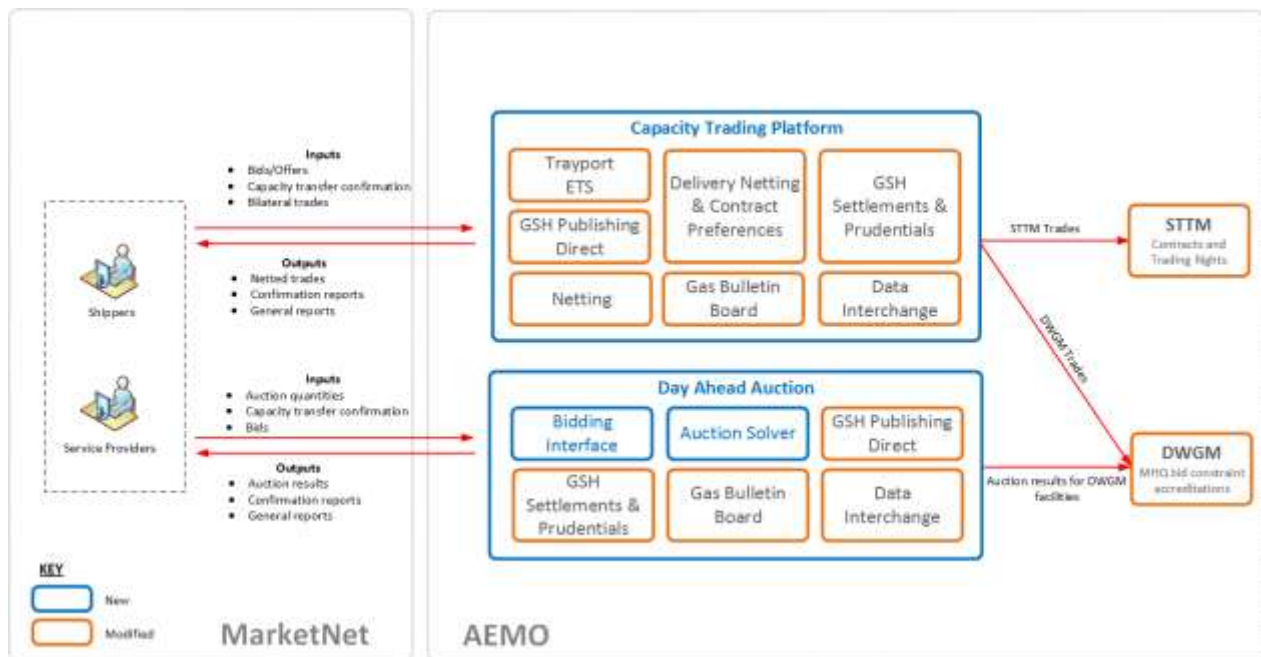 Inputs
Bids/Offers
Capacity transfer confirmation
Bilateral trades
Outputs
Netted trades
Confirmation reports
General reports
Shippers
Service Providers
Inputs
Auction quantities
Capacity transfer confirmation
Bids
Outputs
Auction results
Confirmation reports
General reports
KEY
New
Modified
MarketNet
Capacity Trading Platform
Trayport
ETS
Delivery Netting
& Contract
Preferences
GSH
Settlements &
Prudentials
GSH Publishing
Direct
Netting
Gas Bulletin
Board
Data
Interchange
Day Ahead Auction
Bidding
Interface
Auction Solver
GSH Publishing
Direct
GSH
Settlements &
Prudentials
Gas Bulletin
Board
Data
Interchange
STTM Trades
DWGM Trades
Auction results for DWGM
facilities
STTM
Contracts and
Trading Rights
DWGM
MHQ bid constraint
accreditations
AEMO